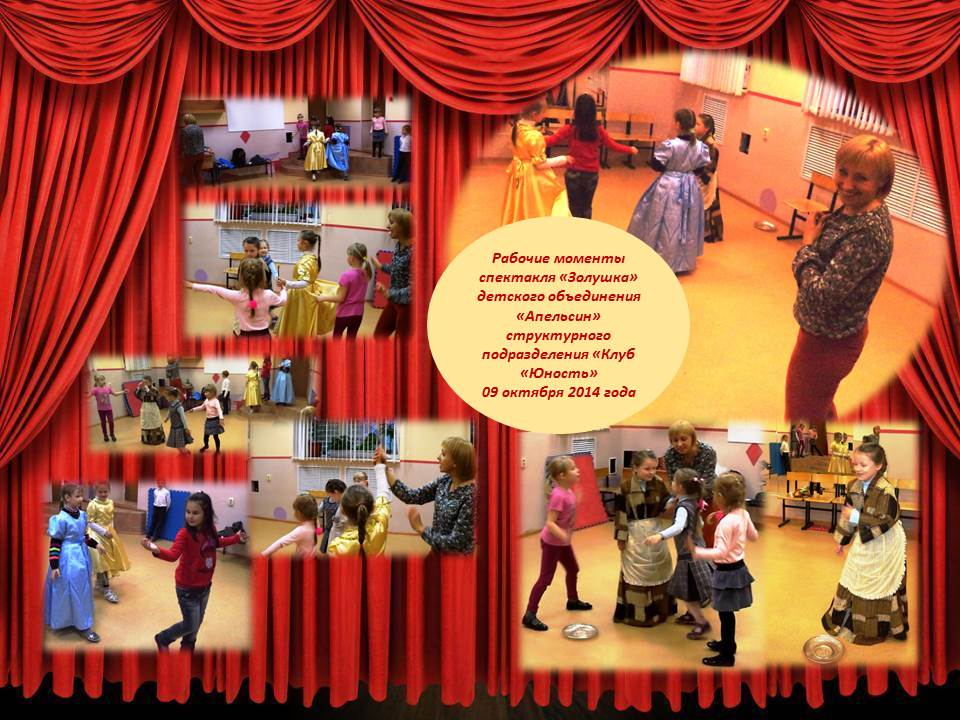 Рабочие моменты
спектакля «Золушка»
детского объединения
«Апельсин»
структурного
подразделения «Клуб
«Юность»
09 октября 2014 года